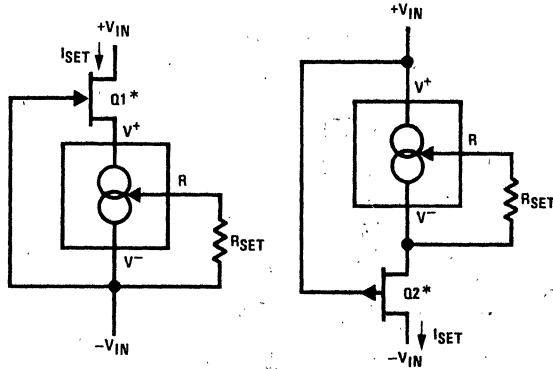 +VIN
ISET
Q1*
V+
R
RSET
V−
−VIN
+VIN
V+
R
RSET
V−
Q2*
ISET
−VIN